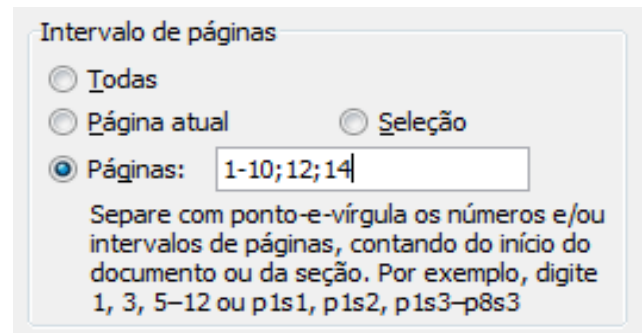 Intervalo de páginas
Todas
Página atual Seleção
Páginas: 1-10;12;14
Separe com ponto-e-vírgula os números e/ou
intervalos de páginas, contando do início do
documento ou da seção. Por exemplo, digite
1, 3, 5–12 ou p1s1, p1s2, p1s3–p8s3